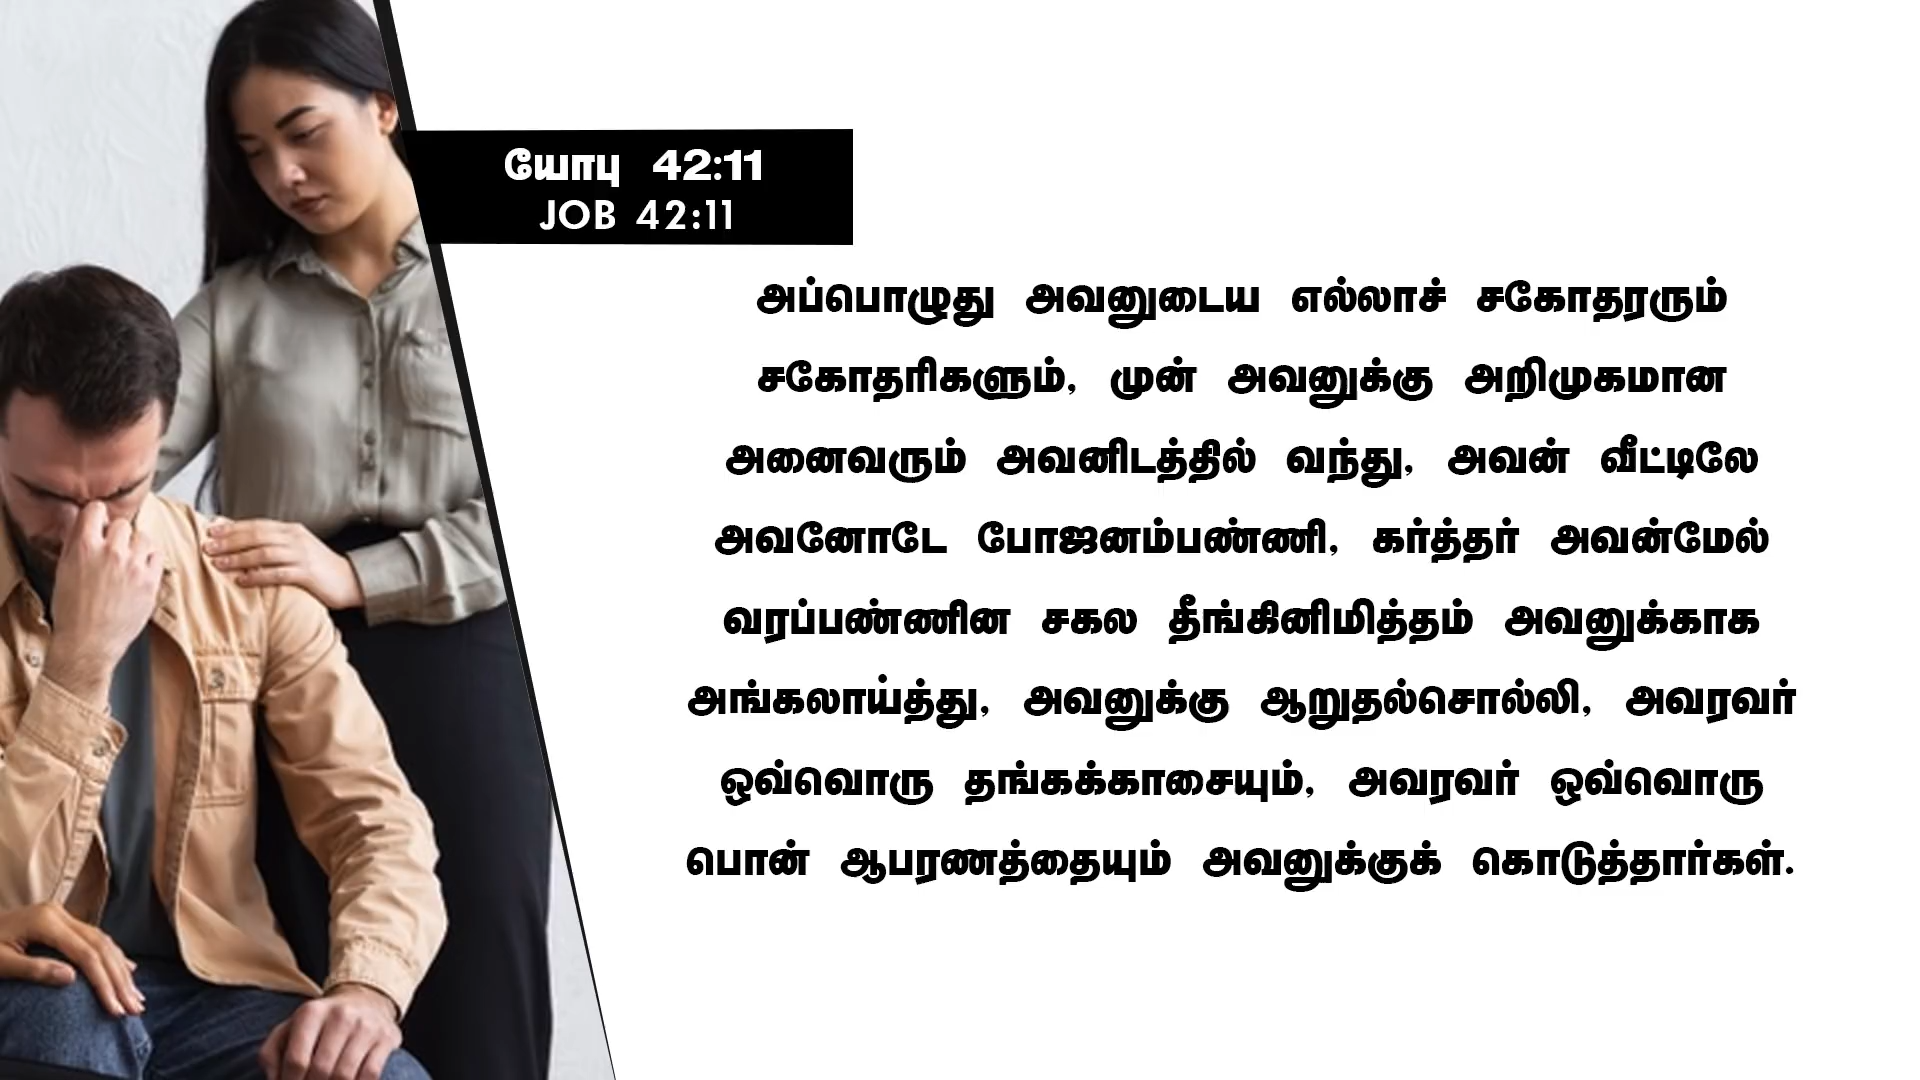 யோபு 42:11
JOB 42:11
அப்பொழுது அவனுடைய எல்லாச் சகோதரரும்
சகோதரிகளும், முன் அவனுக்கு அறிமுகமான
அனைவரும் அவனிடத்தில் வந்து, அவன் வீட்டிலே
அவனோடே போஜனம்பண்ணி, கர்த்தர் அவன்மேல்
வரப்பண்ணின சகல தீங்கினிமித்தம் அவனுக்காக
அங்கலாய்த்து, அவனுக்கு ஆறுதல்சொல்லி, அவரவர்
ஒவ்வொரு தங்கக்காசையும், அவரவர் ஒவ்வொரு
பொன் ஆபரணத்தையும் அவனுக்குக் கொடுத்தார்கள்.